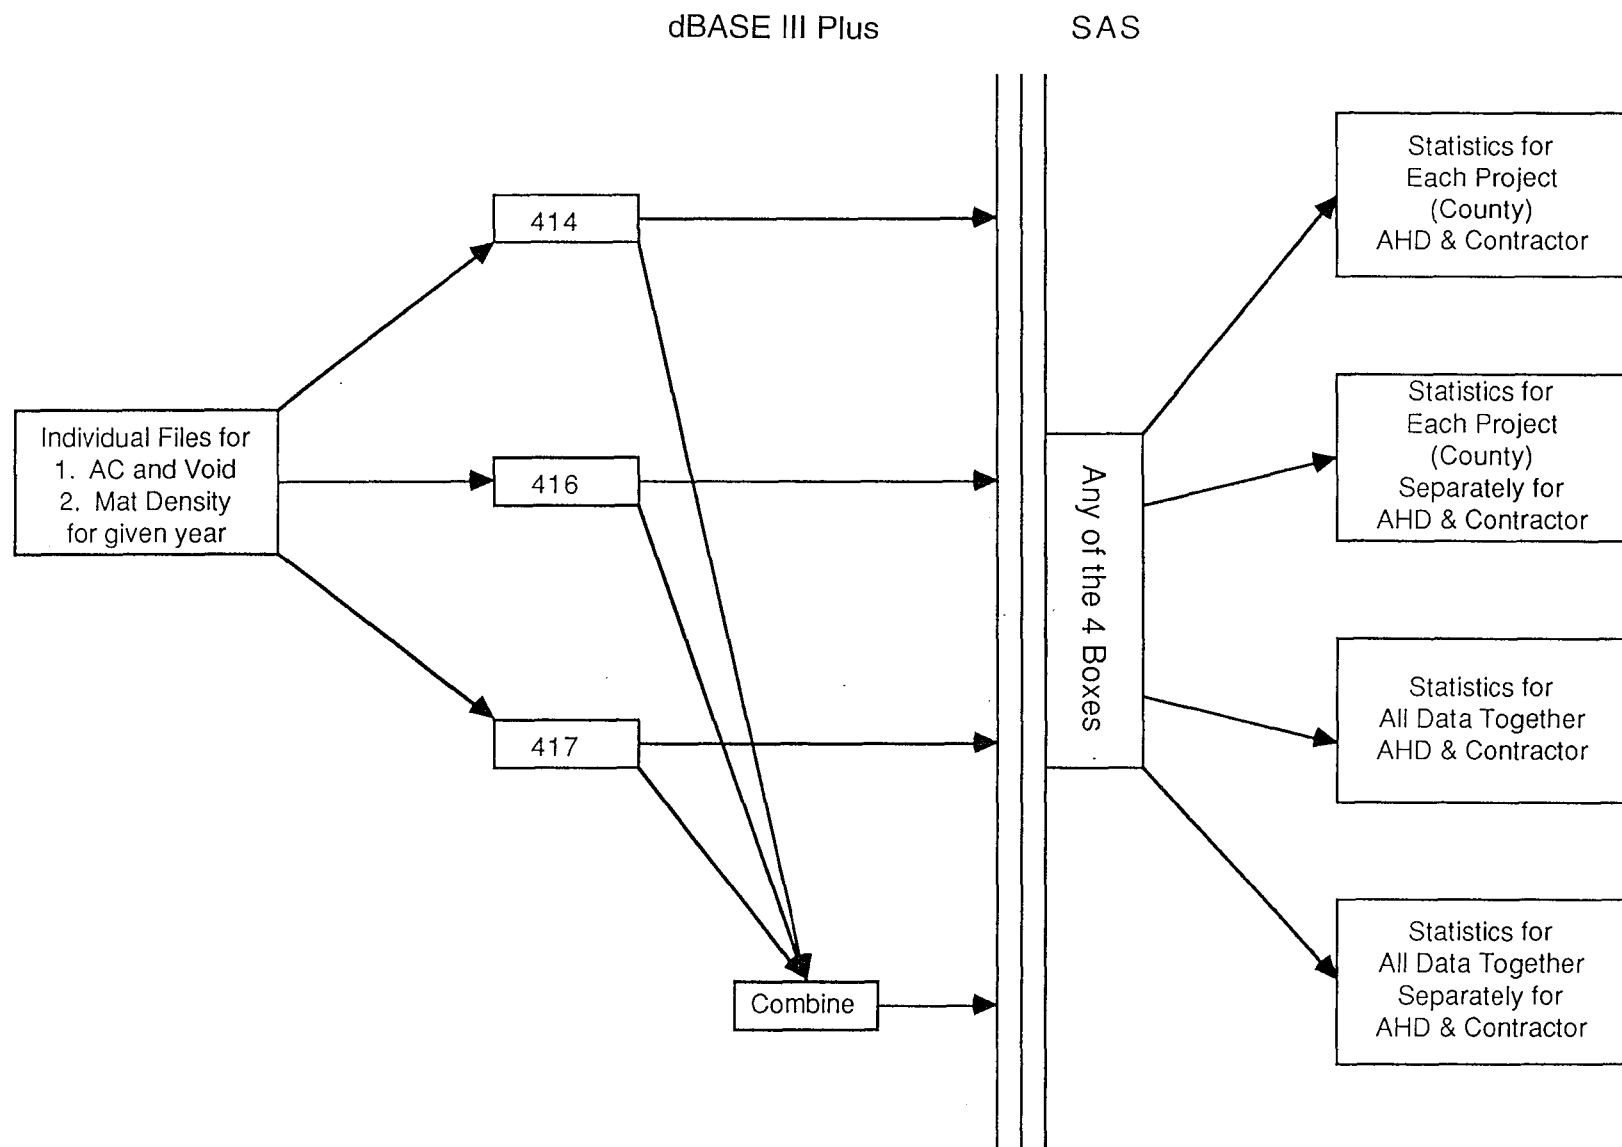 dBASE III Plus
SAS
Individual Files for
1. AC and Void
2. Mat Density
for given year
414
416
417
Combine
Any of the 4 Boxes
Statistics for
Each Project
(County)
AHD & Contractor
Statistics for
Each Project
(County)
Separately for
AHD & Contractor
Statistics for
All Data Together
AHD & Contractor
Statistics for
All Data Together
Separately for
AHD & Contractor